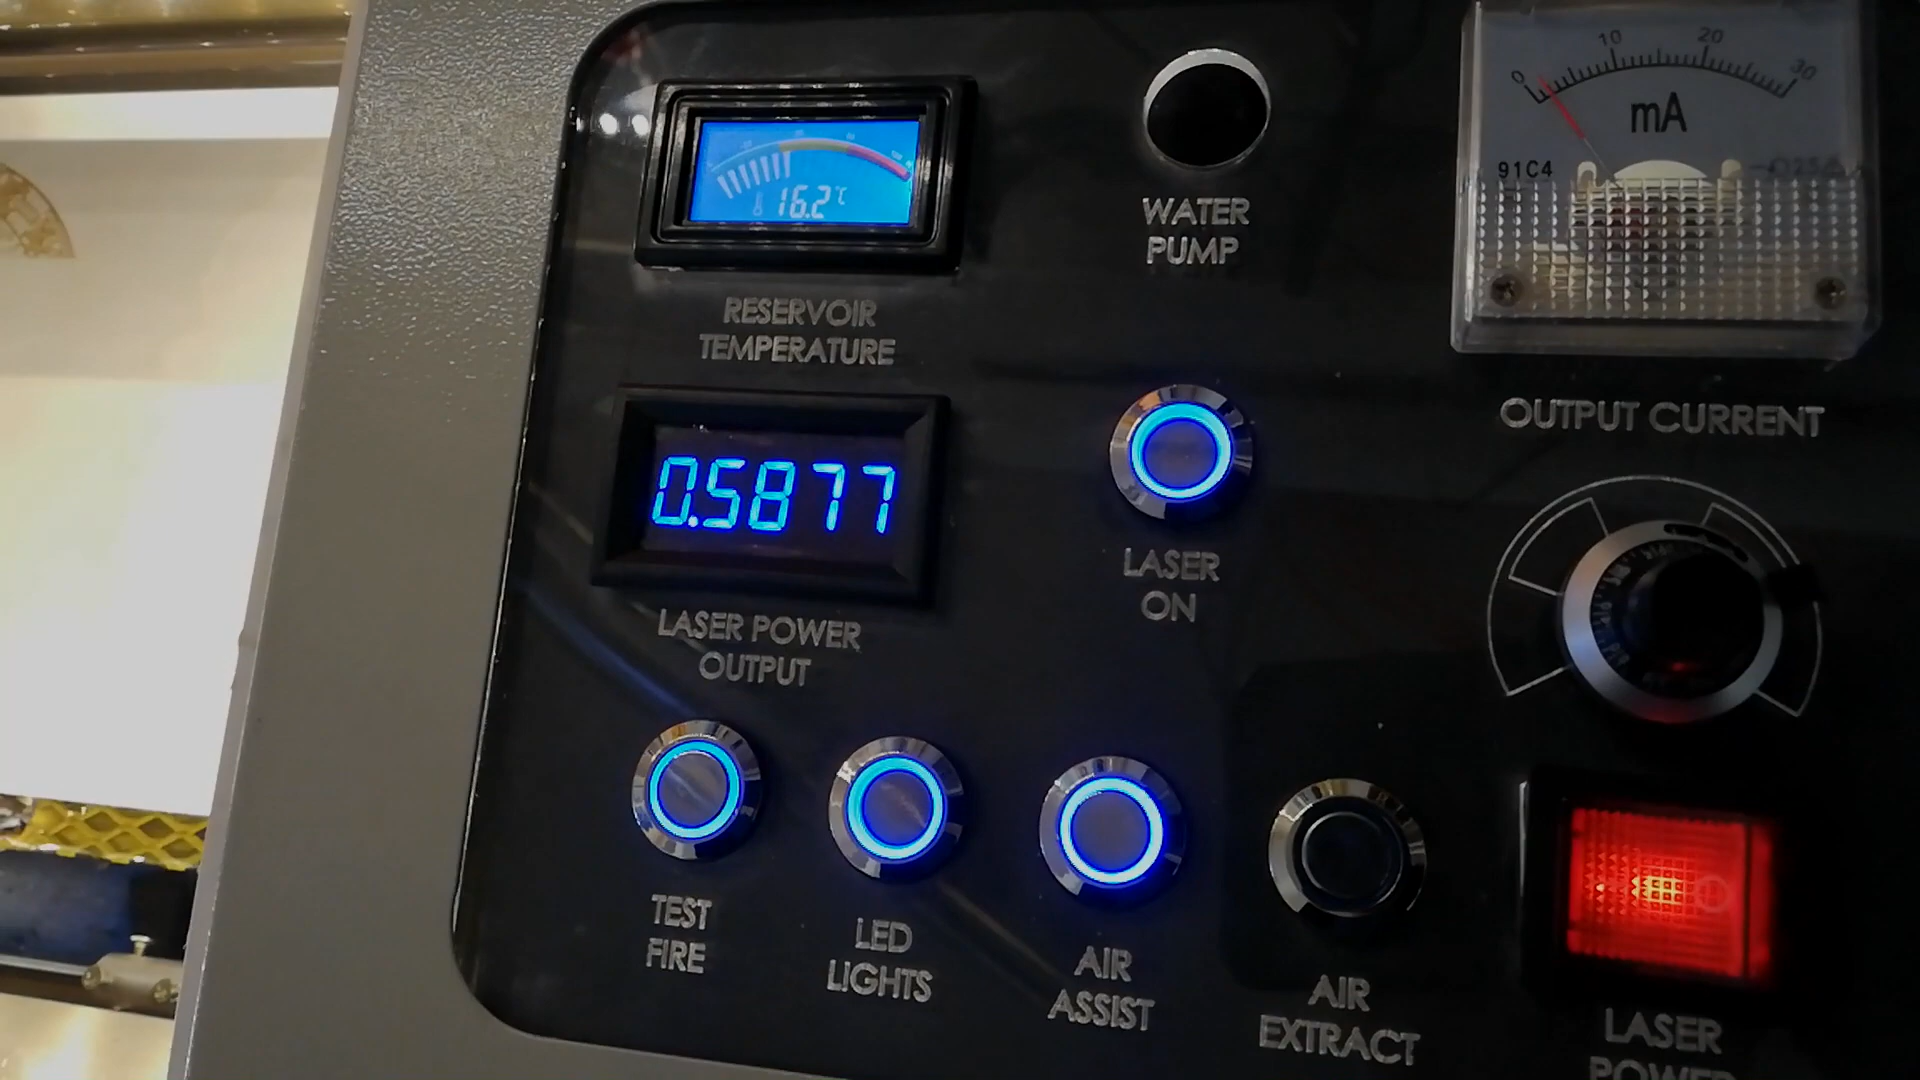 16.2°C
RESERVOIR
TEMPERATURE
WATER
PUMP
0 10 20 30
mA
91C4
OUTPUT CURRENT
0.5877
LASER POWER
OUTPUT
LASER
ON
TEST
FIRE
LED
LIGHTS
AIR
ASSIST
AIR
EXTRACT
LASER
POWER